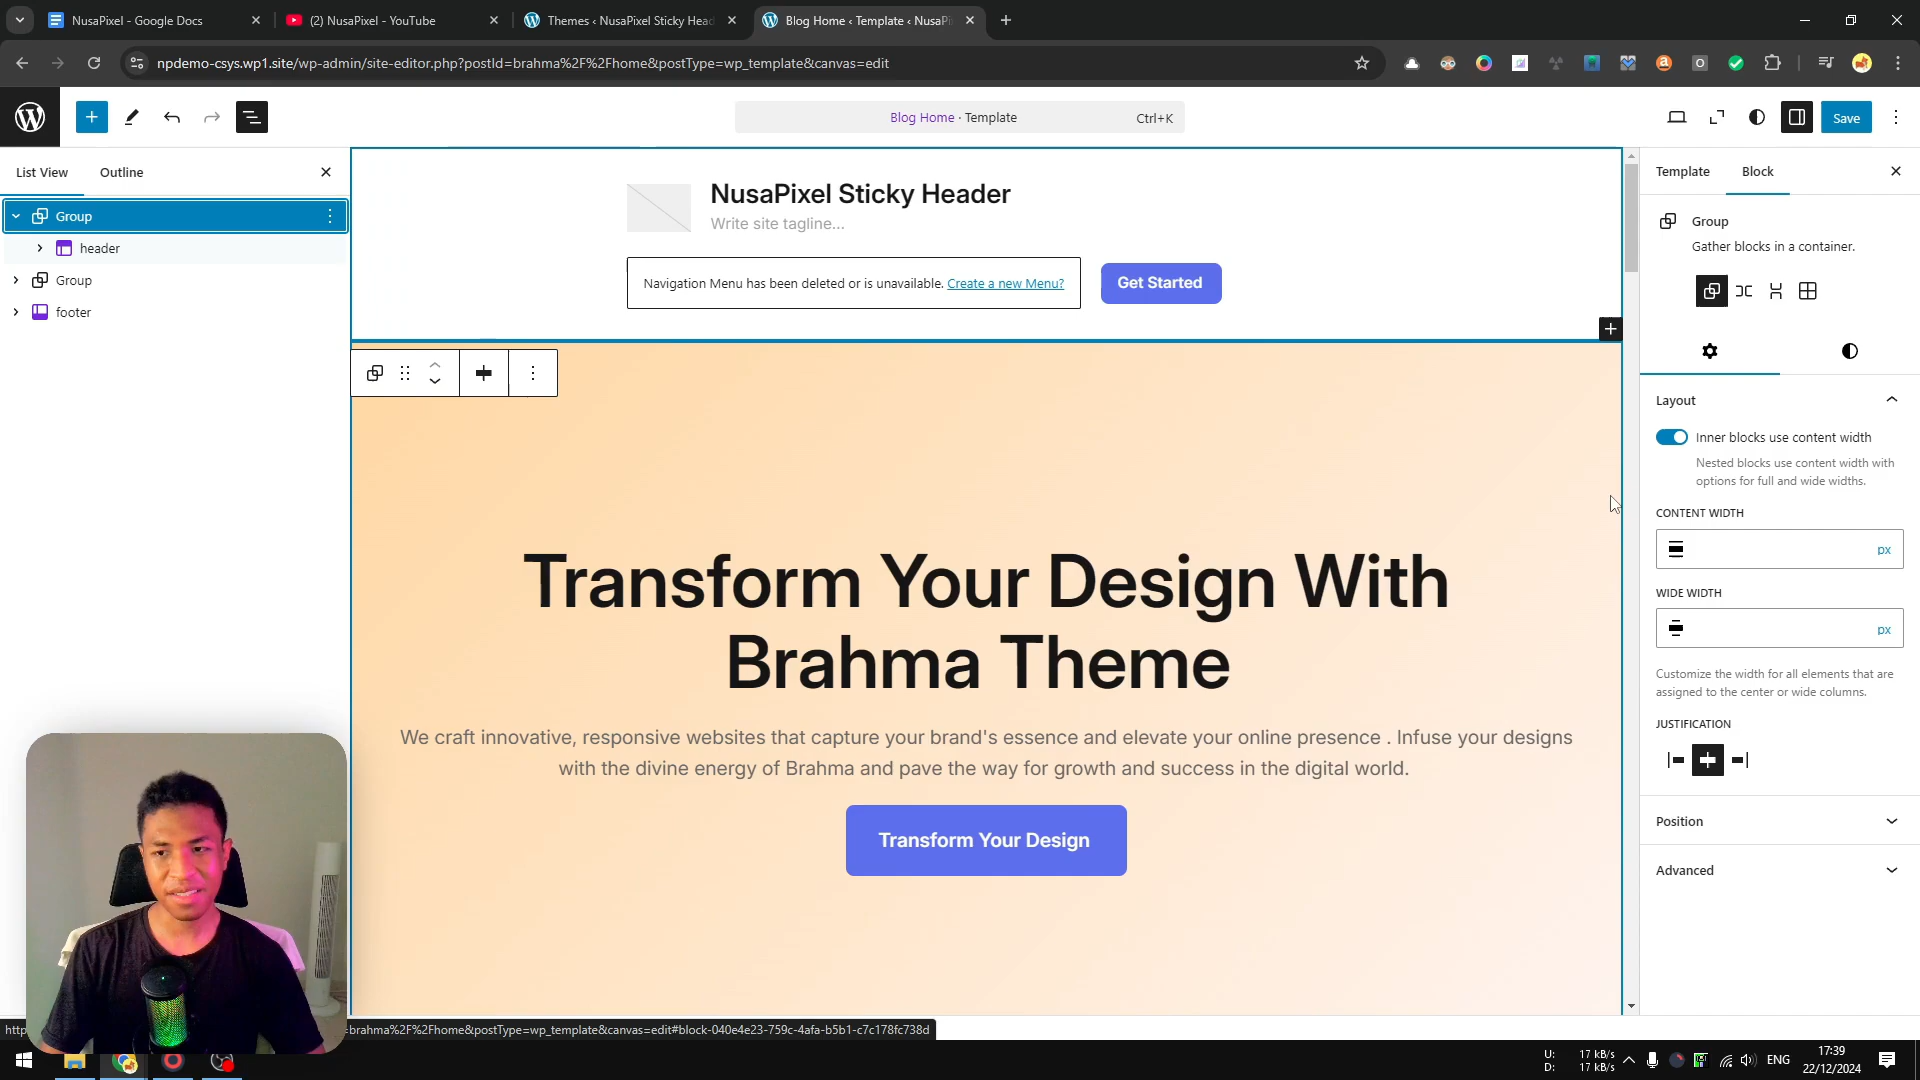 NusaPixel - Google Docs
(2) NusaPixel - YouTube
Themes ‹ NusaPixel Sticky Head
Blog Home ‹ Template ‹ NusaPi
npdemo-csys.wp1.site/wp-admin/site-editor.php?postId=brahma%2F%2Fhome&postType=wp_template&canvas=edit
Blog Home · Template
Ctrl+K
Save
List View
Outline
Group
header
Group
footer
NusaPixel Sticky Header
Write site tagline...
Navigation Menu has been deleted or is unavailable. Create a new Menu?
Get Started
Transform Your Design With
Brahma Theme
We craft innovative, responsive websites that capture your brand's essence and elevate your online presence . Infuse your designs
with the divine energy of Brahma and pave the way for growth and success in the digital world.
Transform Your Design
Template
Block
Group
Gather blocks in a container.
Layout
Inner blocks use content width
Nested blocks use content width with
options for full and wide widths.
CONTENT WIDTH
px
WIDE WIDTH
px
Customize the width for all elements that are
assigned to the center or wide columns.
JUSTIFICATION
Position
Advanced
=brahma%2F%2Fhome&postType=wp_template&canvas=edit#block-040e4e23-759c-4afa-b5b1-c7c178fc738d
U: 17 kB/s
D: 17 kB/s
ENG
17:39
22/12/2024